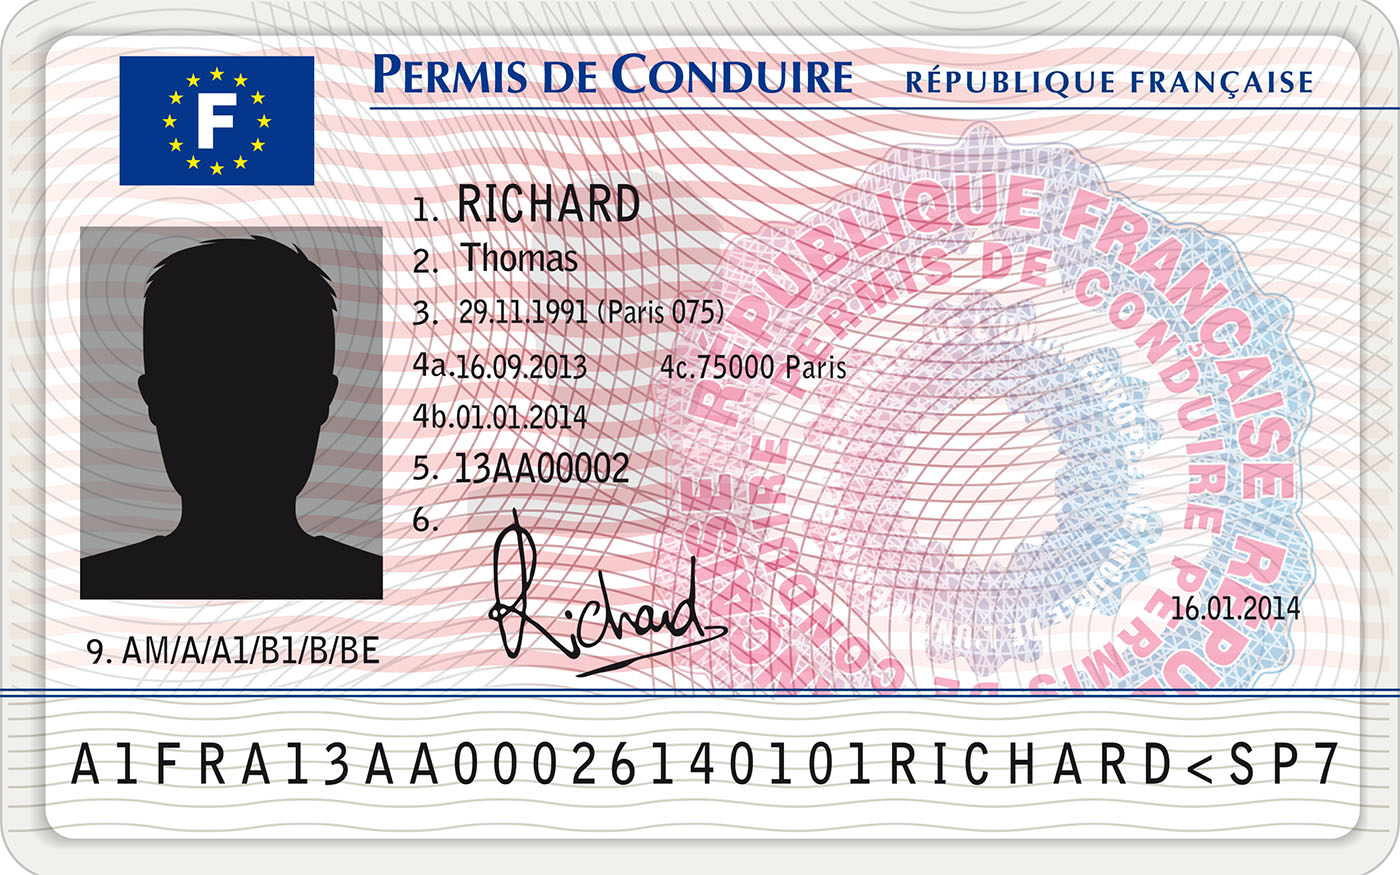 F
PERMIS DE CONDUIRE RÉPUBLIQUE FRANÇAISE
1. RICHARD
2. Thomas
3. 29.11.1991 (Paris 075)
4a.16.09.2013 4c.75000 Paris
4b.01.01.2014
5. 13AA00002
6.
Richard
16.01.2014
9. AM/A/A1/B1/B/BE
RÉPUBLIQUE FRANÇAISE
PERMIS DE CONDUIRE
A1FRA13AA00026140101RICHARD<SP7